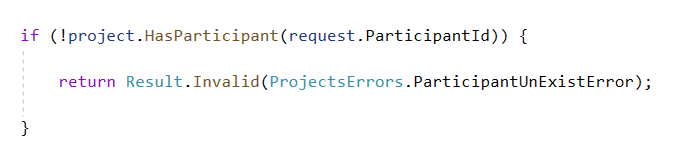 if (!project.HasParticipant(request.ParticipantId)) {
return Result.Invalid(ProjectsErrors.ParticipantUnExistError);
}